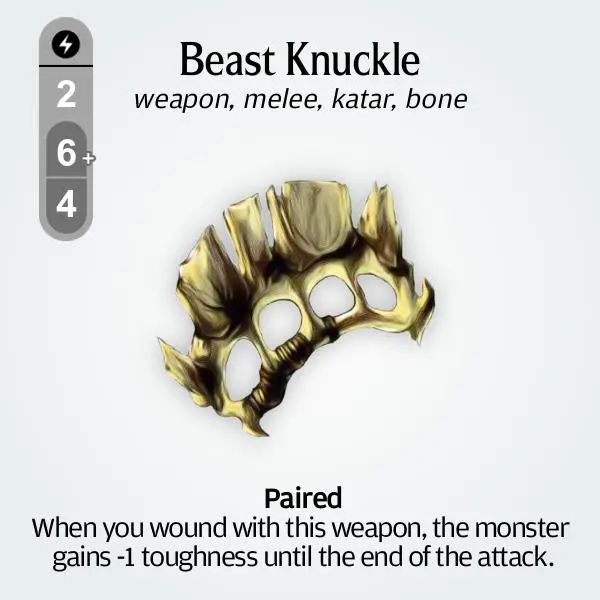 Beast Knuckle
weapon, melee, katar, bone
2
6+
4
Paired
When you wound with this weapon, the monster
gains -1 toughness until the end of the attack.